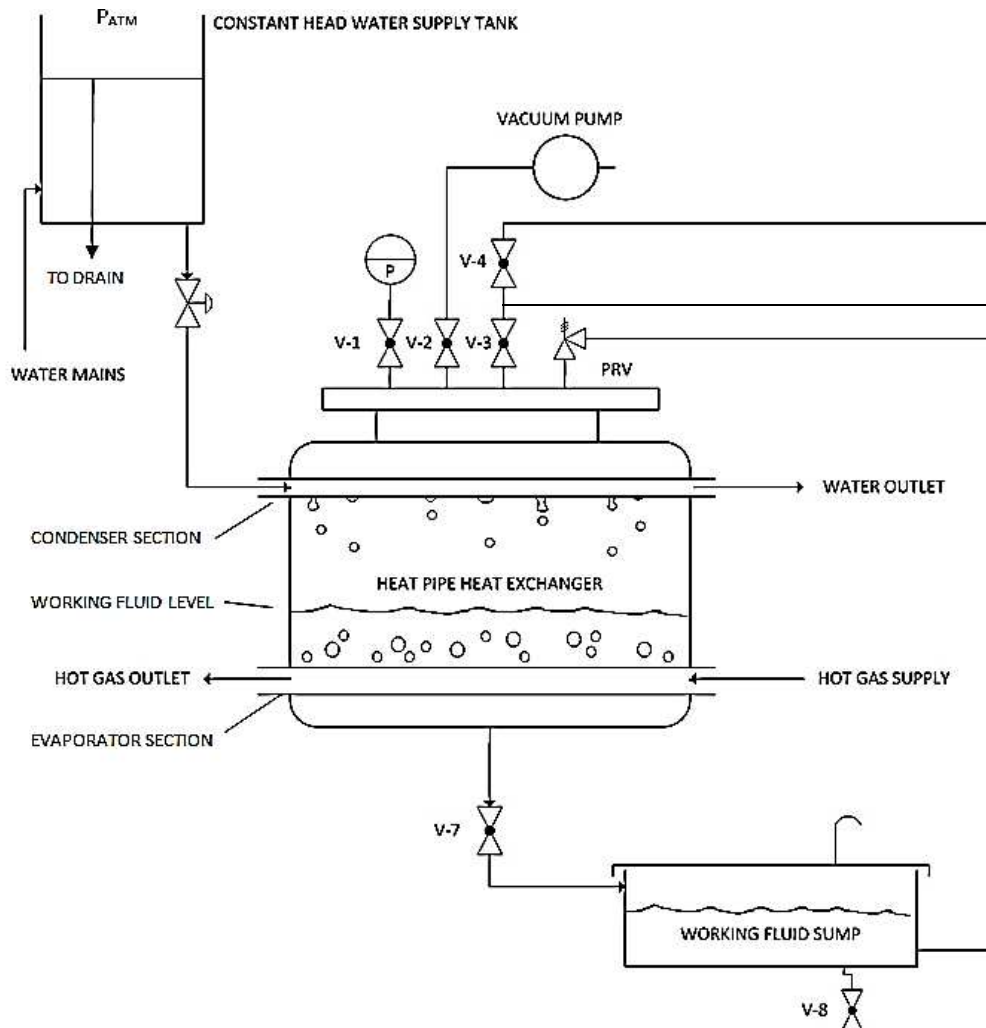 PATM
CONSTANT HEAD WATER SUPPLY TANK
VACUUM PUMP
V-4
TO DRAIN
P
V-1
V-2
V-3
PRV
WATER MAINS
WATER OUTLET
CONDENSER SECTION
HEAT PIPE HEAT EXCHANGER
WORKING FLUID LEVEL
HOT GAS OUTLET
HOT GAS SUPPLY
EVAPORATOR SECTION
V-7
WORKING FLUID SUMP
V-8